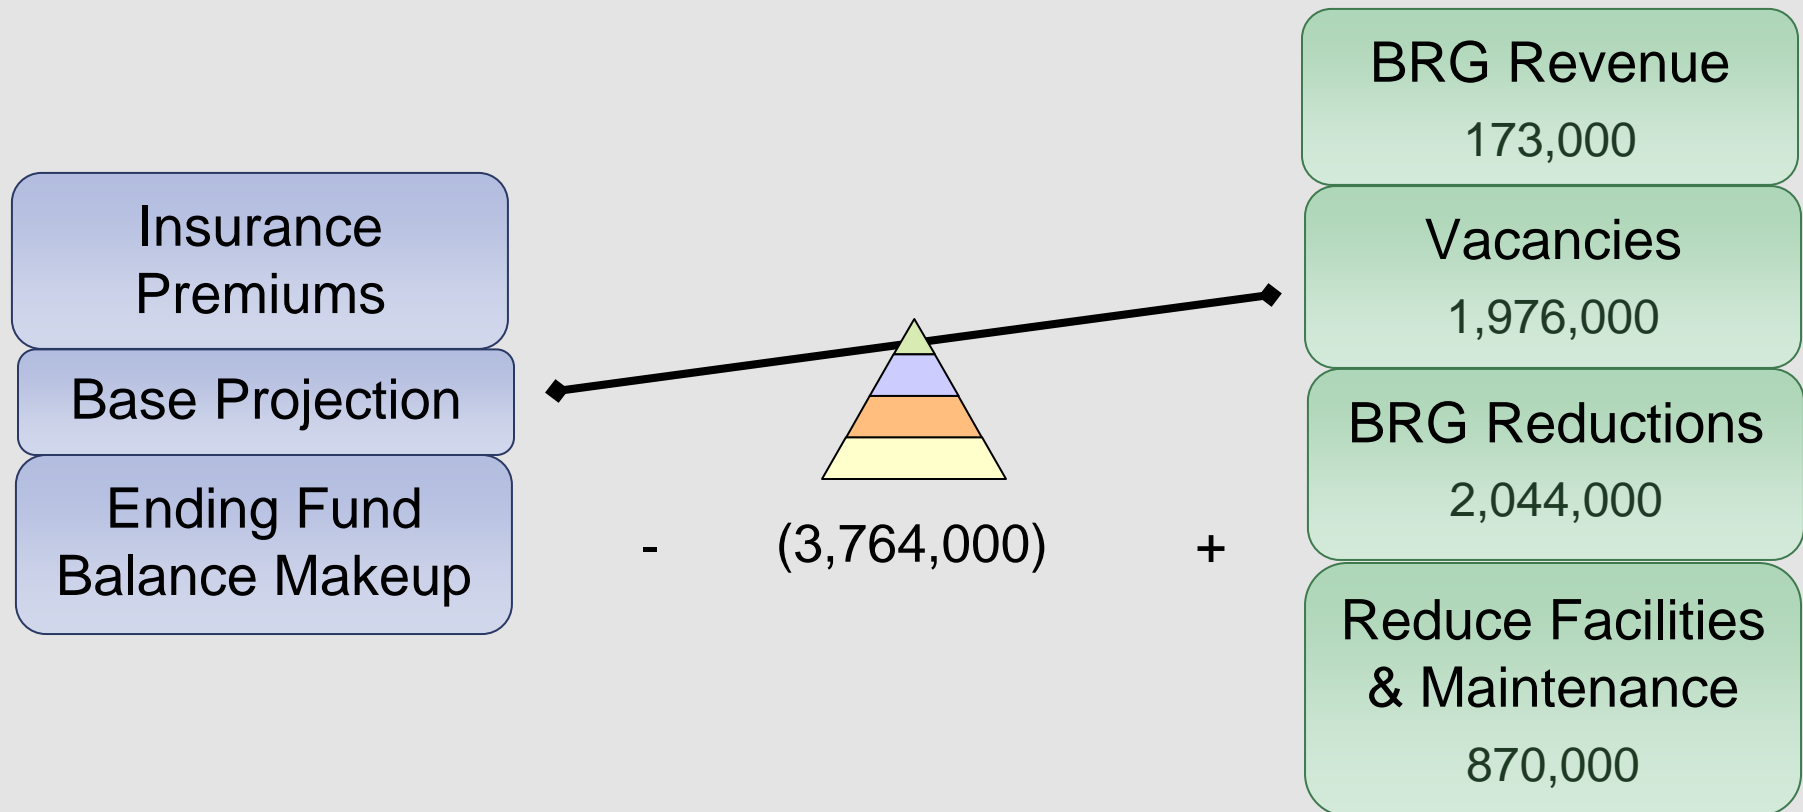 Insurance
Premiums
Base Projection
Ending Fund
Balance Makeup
-
(3,764,000)
+
BRG Revenue
173,000
Vacancies
1,976,000
BRG Reductions
2,044,000
Reduce Facilities
& Maintenance
870,000